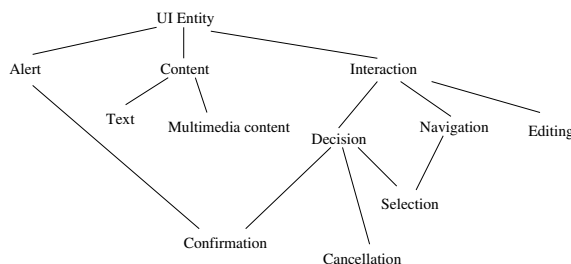 UI Entity
Alert
Content
Interaction
Text
Multimedia content
Decision
Navigation
Editing
Selection
Confirmation
Cancellation